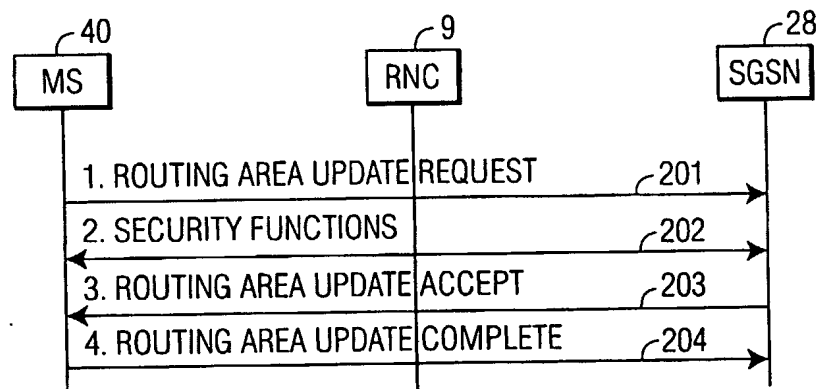 40
9
28
MS
RNC
SGSN
1. ROUTING AREA UPDATE REQUEST
201
2. SECURITY FUNCTIONS
202
3. ROUTING AREA UPDATE ACCEPT
203
4. ROUTING AREA UPDATE COMPLETE
204